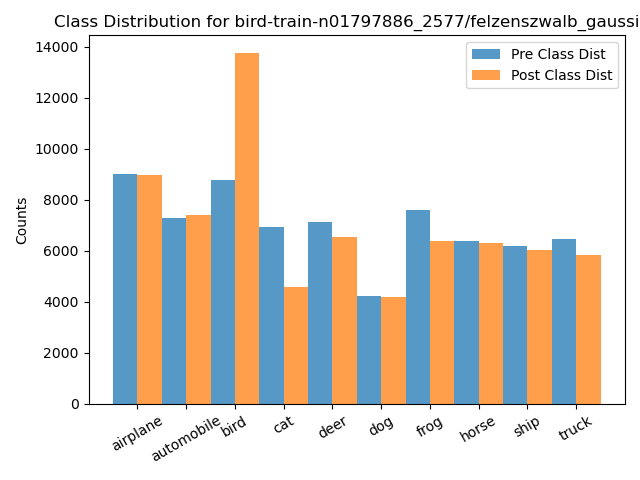 Class Distribution for bird-train-n01797886_2577/felzenszwalb_gaussi
Pre Class Dist
Post Class Dist
Counts
14000
12000
10000
8000
6000
4000
2000
0
airplane
automobile
bird
cat
deer
dog
frog
horse
ship
truck